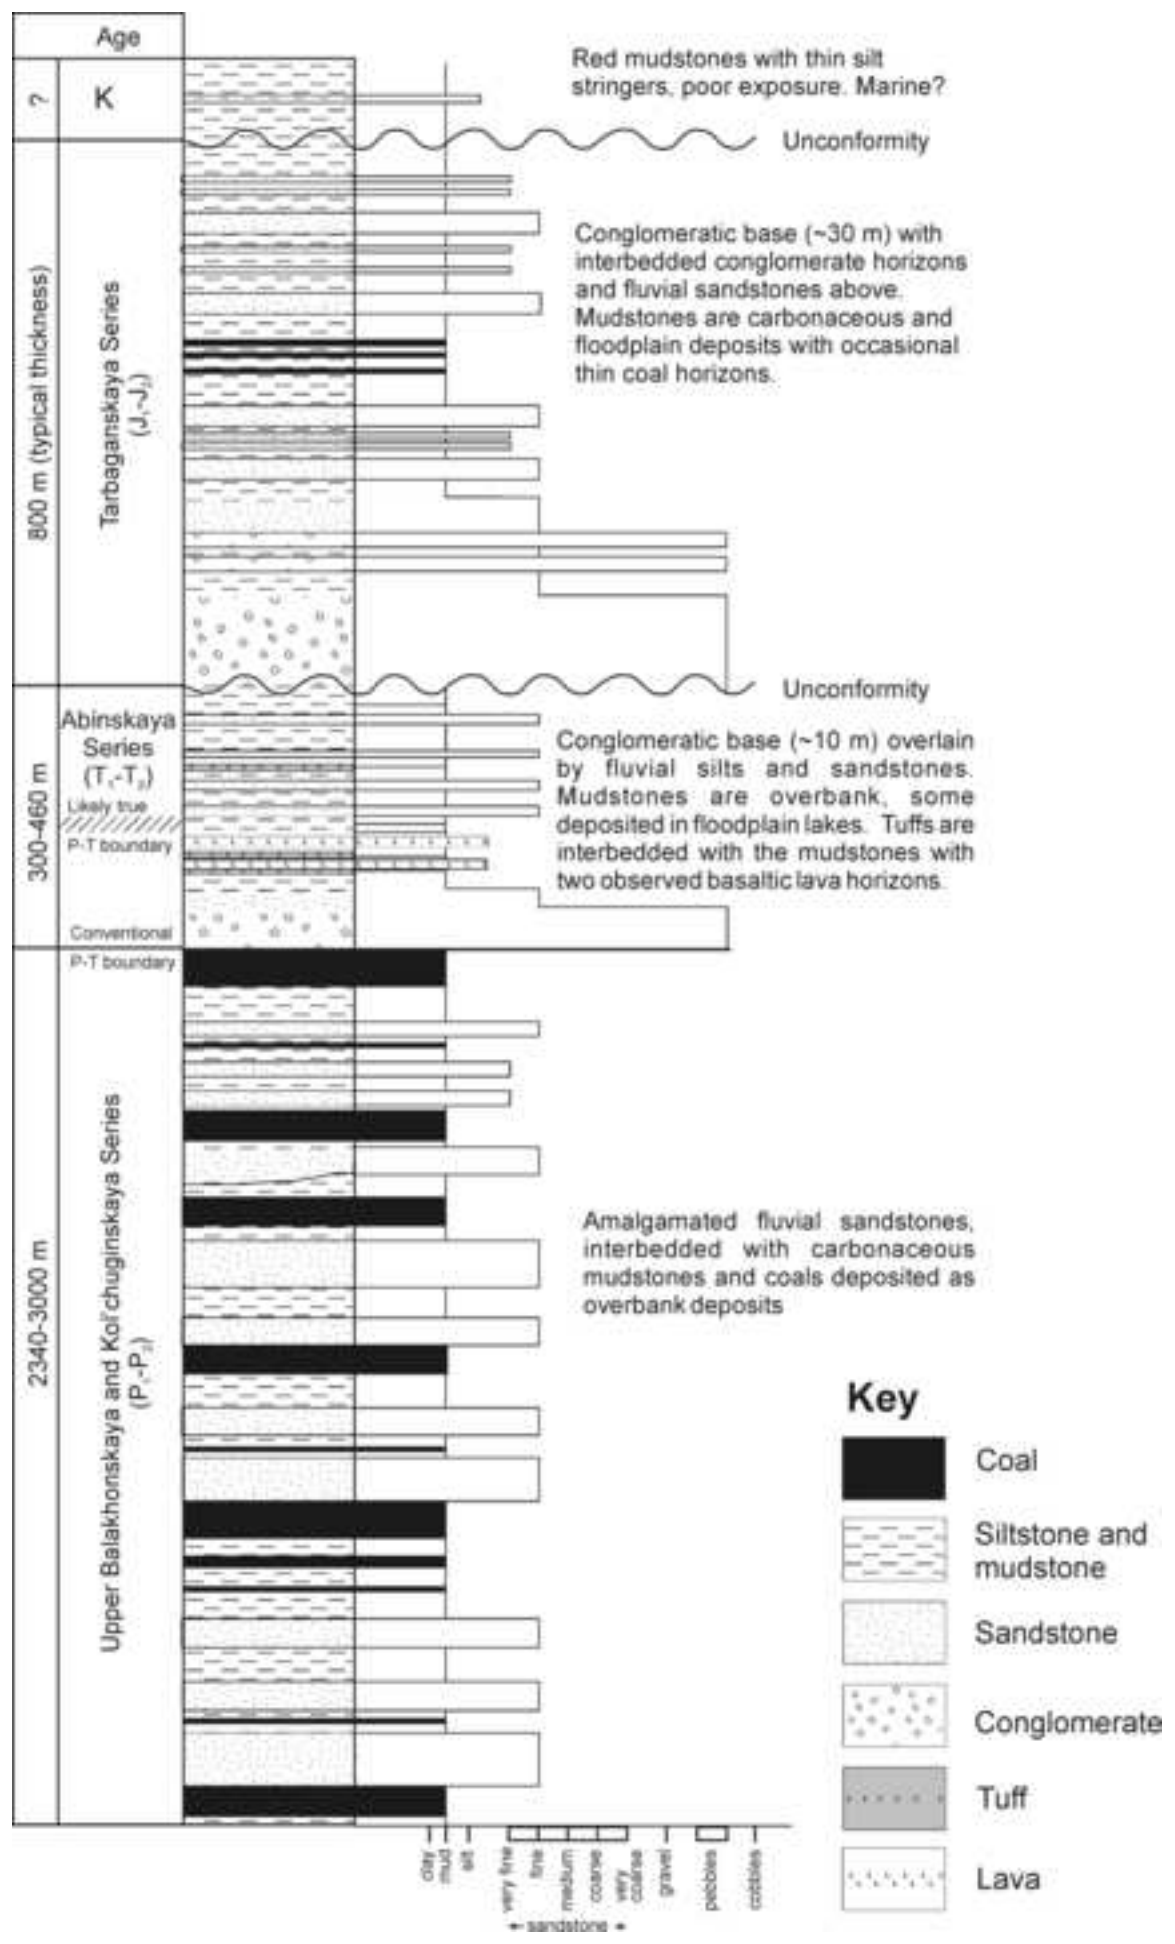 Age
?
K
Red mudstones with thin silt
stringers, poor exposure. Marine?
Unconformity
800 m (typical thickness)
Tarbaganskaya Series
(J₁-J₂)
Conglomeratic base (~30 m) with
interbedded conglomerate horizons
and fluvial sandstones above.
Mudstones are carbonaceous and
floodplain deposits with occasional
thin coal horizons.
Unconformity
300-460 m
Abinskaya
Series
(T₁-T₂)
Likely true
P-T boundary
Conventional
P-T boundary
Conglomeratic base (~10 m) overlain
by fluvial silts and sandstones.
Mudstones are overbank, some
deposited in floodplain lakes. Tuffs are
interbedded with the mudstones with
two observed basaltic lava horizons.
2340-3000 m
Upper Balakhonskaya and Kol'chuginskaya Series
(P₁-P₂)
Amalgamated fluvial sandstones,
interbedded with carbonaceous
mudstones and coals deposited as
overbank deposits
Key
Coal
Siltstone and
mudstone
Sandstone
Conglomerate
Tuff
Lava
clay
mud
silt
very fine
fine
medium
coarse
very
coarse
gravel
pebbles
cobbles
sandstone